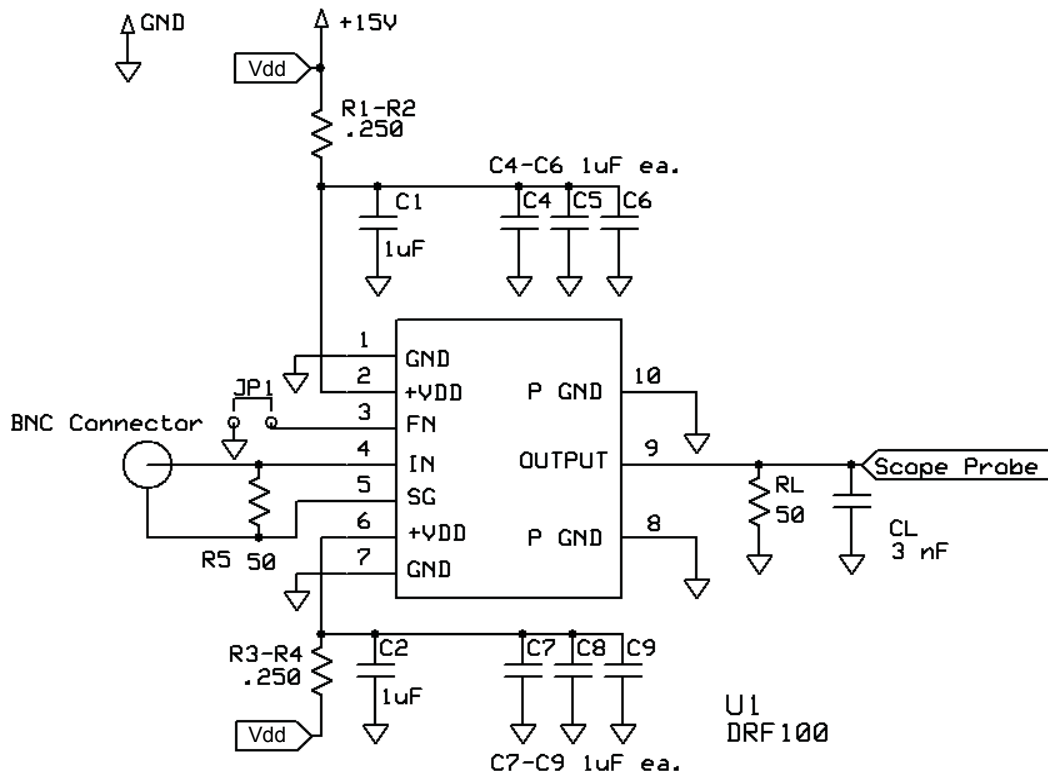 GND
+15V
Vdd
R1-R2
.250
C4-C6 1uF ea.
C1
C4
C5
C6
1uF
1
GND
2
+VDD
P GND
10
JP1
3
FN
BNC Connector
4
IN
OUTPUT
9
Scope Probe
5
SG
RL
50
6
+VDD
P GND
8
CL
3 nF
R5 50
7
GND
R3-R4
.250
C2
C7
C8
C9
1uF
Vdd
U1
DRF100
C7-C9 1uF ea.